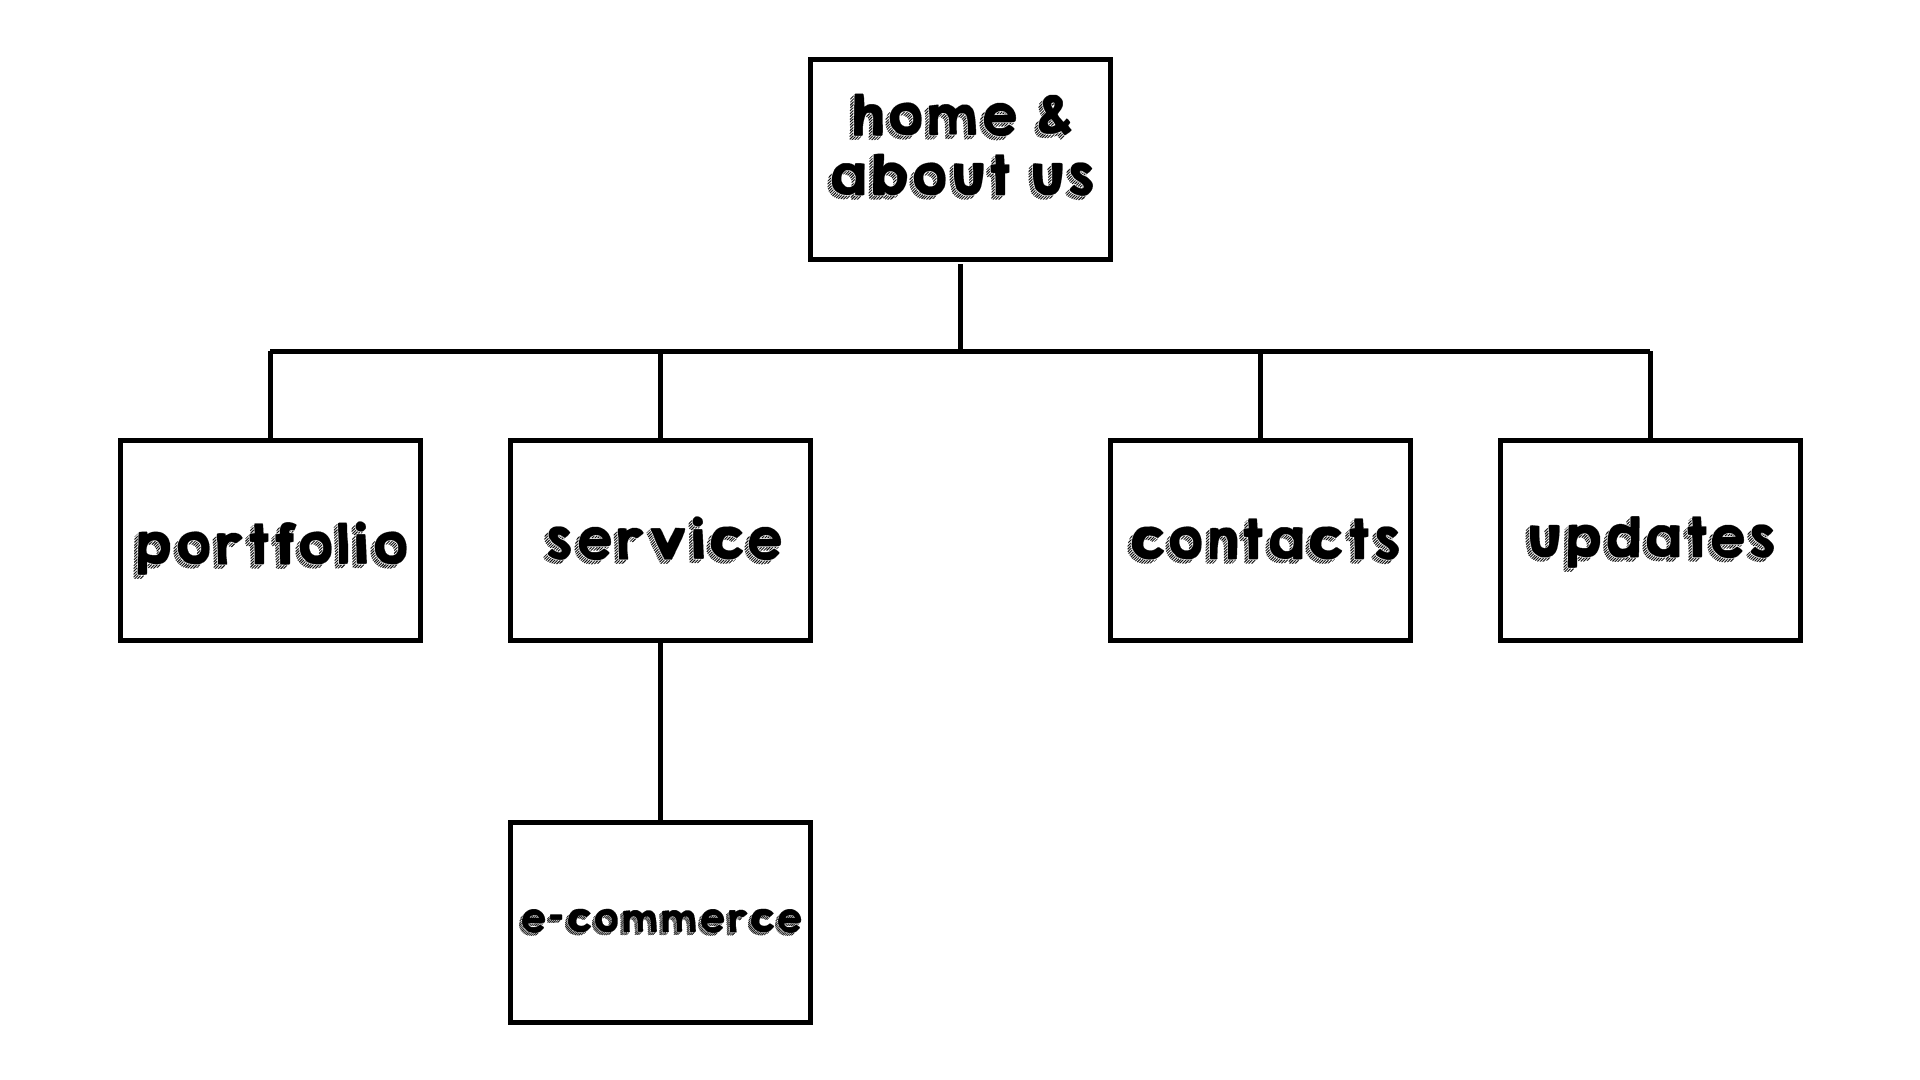 home &
about us
portfolio
service
contacts
updates
e-commerce